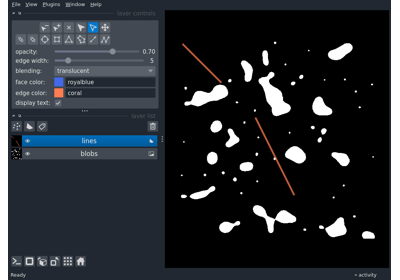 File View Plugins Window Help
layer controls
opacity: 0.70
edge width: 5
blending: translucent
face color: royalblue
edge color: coral
display text:
layer list
lines
blobs
Ready
activity